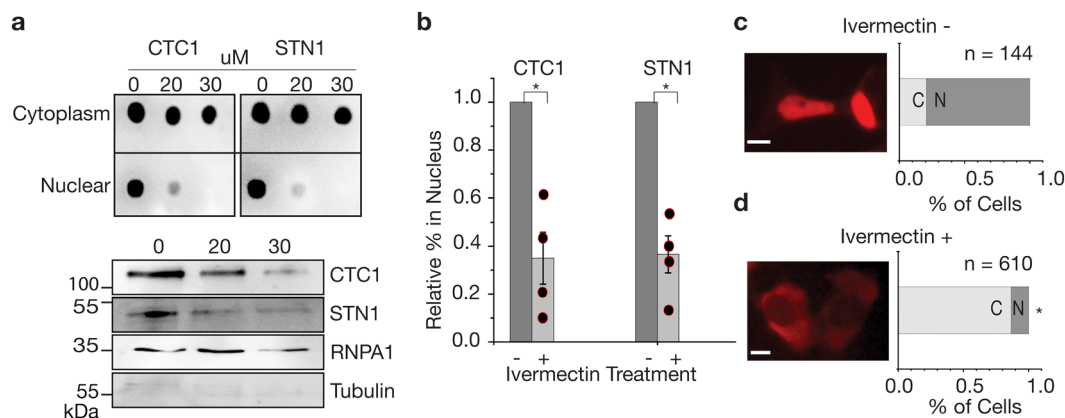 a
CTC1 uM STN1
0 20 30 0 20 30
Cytoplasm
Nuclear
0 20 30
100 CTC1
55 STN1
35 RNPA1
55 Tubulin
kDa
b
CTC1 STN1
* *
Relative % in Nucleus
1.0
0.8
0.6
0.4
0.2
0.0
- + - +
Ivermectin Treatment
c
Ivermectin -
n = 144
C N
0.0 0.5 1.0
% of Cells
d
Ivermectin +
n = 610
C N *
0.0 0.5 1.0
% of Cells